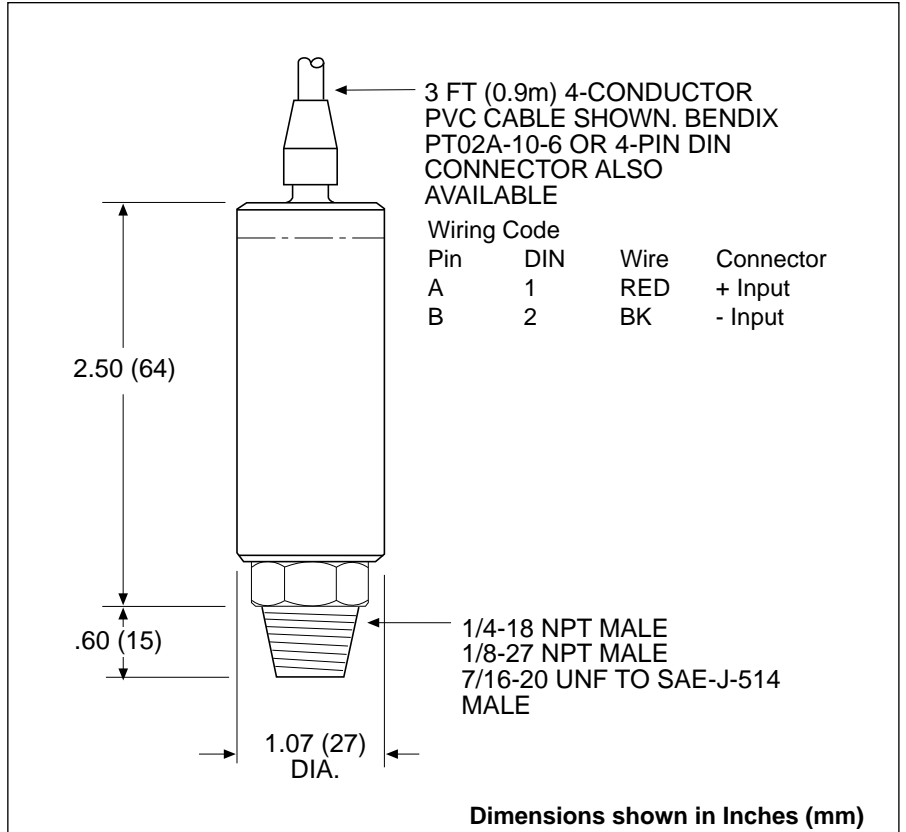 3 FT (0.9m) 4-CONDUCTOR
PVC CABLE SHOWN. BENDIX
PT02A-10-6 OR 4-PIN DIN
CONNECTOR ALSO
AVAILABLE
Wiring Code
Pin DIN Wire Connector
A 1 RED + Input
B 2 BK - Input
2.50 (64)
.60 (15)
1/4-18 NPT MALE
1/8-27 NPT MALE
7/16-20 UNF TO SAE-J-514
MALE
1.07 (27)
DIA.
Dimensions shown in Inches (mm)